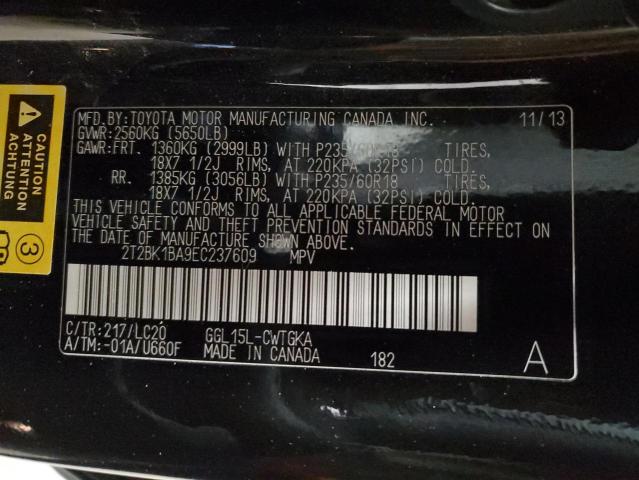 MFD.BY:TOYOTA MOTOR MANUFACTURING CANADA INC. 11/13
GVWR:2560KG (5650LB)
GAWR:FRT. 1360KG (2999LB) WITH P235/60R18 TIRES,
18X7 1/2J RIMS, AT 220KPA (32PSI) COLD.
RR. 1385KG (3056LB) WITH P235/60R18 TIRES,
18X7 1/2J RIMS, AT 220KPA (32PSI) COLD.
THIS VEHICLE CONFORMS TO ALL APPLICABLE FEDERAL MOTOR
VEHICLE SAFETY AND THEFT PREVENTION STANDARDS IN EFFECT ON
THE DATE OF MANUFACTURE SHOWN ABOVE.
2T2BK1BA9EC237609 MPV
C/TR:217/LC20 GGL15L-CWTGKA
A/TM:-01A/U660F MADE IN CANADA 182 A
CAUTION
ATTENTION
3